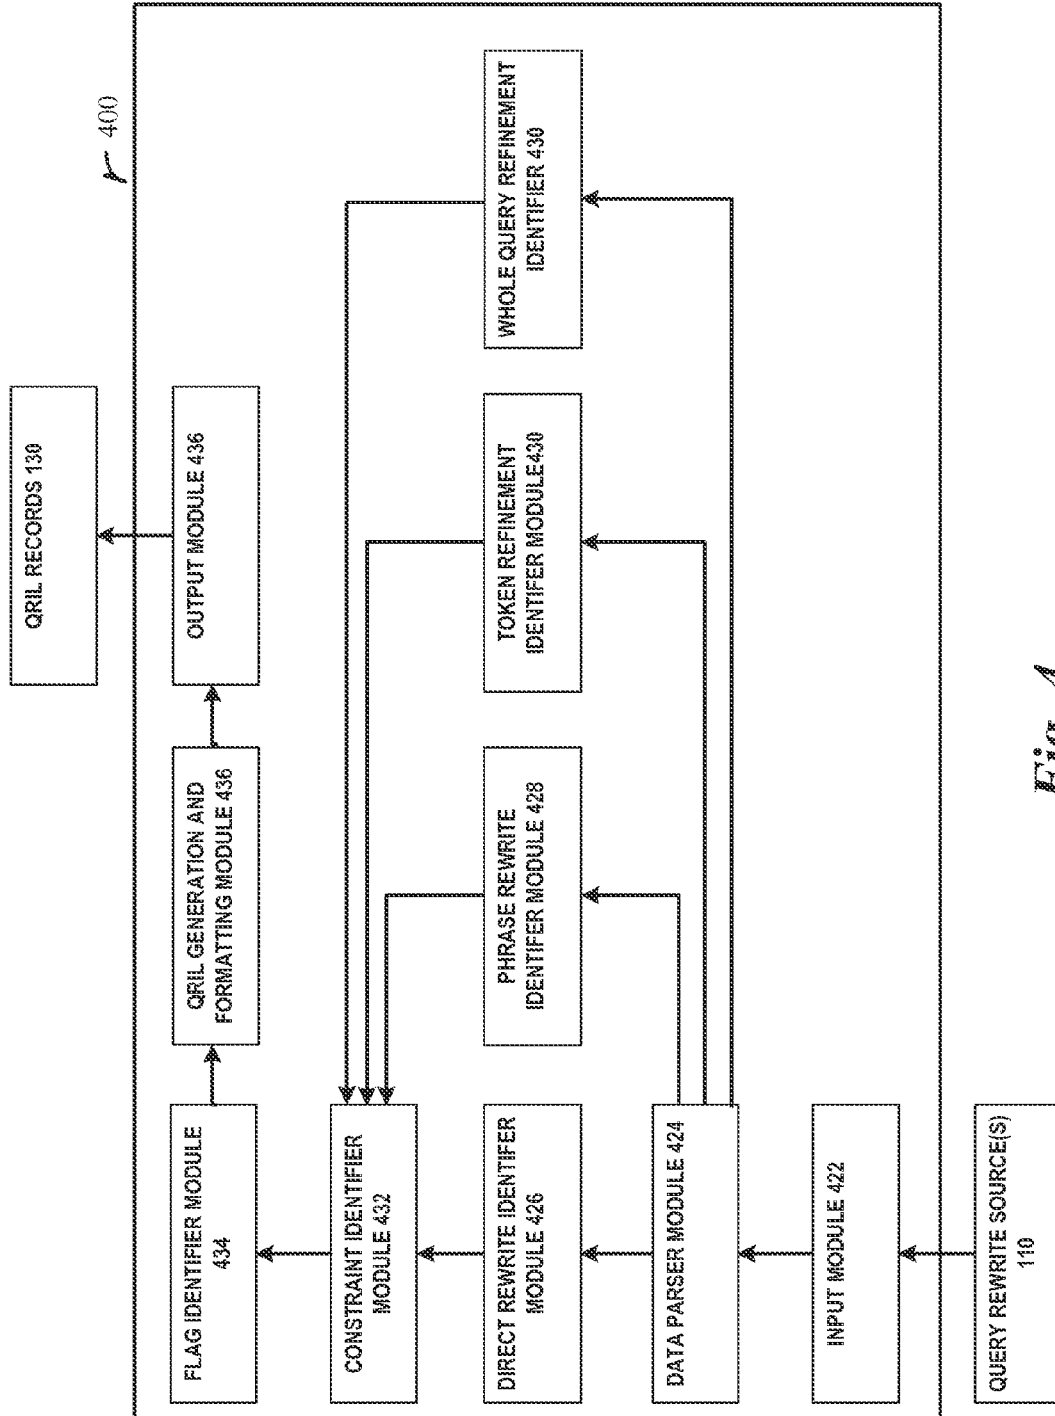 QRIL RECORDS 130
400
FLAG IDENTIFIER MODULE
434
QRIL GENERATION AND
FORMATTING MODULE 436
OUTPUT MODULE 436
CONSTRAINT IDENTIFIER
MODULE 432
DIRECT REWRITE IDENTIFER
MODULE 426
PHRASE REWRITE
IDENTIFER MODULE 428
TOKEN REFINEMENT
IDENTIFER MODULE430
WHOLE QUERY REFINEMENT
IDENTIFIER 430
DATA PARSER MODULE 424
INPUT MODULE 422
QUERY REWRITE SOURCE(S)
110
Fig. 4